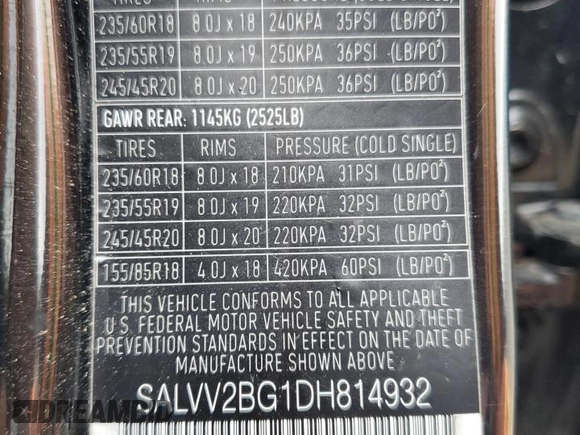 TIRES RIMS
235/60R18 8.0J x 18 240KPA 35PSI (LB/PO²)
235/55R19 8.0J x 19 250KPA 36PSI (LB/PO²)
245/45R20 8.0J x 20 250KPA 36PSI (LB/PO²)
GAWR REAR: 1145KG (2525LB)
TIRES RIMS PRESSURE (COLD SINGLE)
235/60R18 8.0J x 18 210KPA 31PSI (LB/PO²)
235/55R19 8.0J x 19 220KPA 32PSI (LB/PO²)
245/45R20 8.0J x 20 220KPA 32PSI (LB/PO²)
155/85R18 4.0J x 18 420KPA 60PSI (LB/PO²)
THIS VEHICLE CONFORMS TO ALL APPLICABLE
U.S. FEDERAL MOTOR VEHICLE SAFETY AND THEFT
PREVENTION STANDARDS IN EFFECT ON THE DATE
OF MANUFACTURE SHOWN ABOVE
SALVV2BG1DH814932
DREAMBID